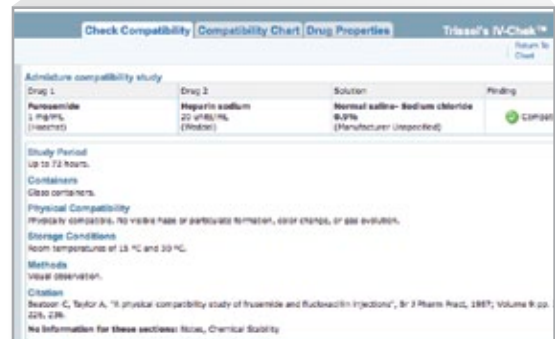 Check Compatibility Compatibility Chart Drug Properties Trissel's IV-Chek™
Return To
Chart
Admixture compatibility study
Drug 1 Drug 2 Solution Finding
Furosemide Heparin sodium Normal saline- Sodium chloride
1 mg/mL 20 units/mL 0.9% Compat
(Hoechst) (Manufacturer Unspecified)
Study Period
Up to 72 hours.
Containers
Glass containers.
Physical Compatibility
Physically compatible. No visible haze or particulate formation, color change, or gas evolution.
Storage Conditions
Room temperatures of 15 °C and 30 °C.
Methods
Visual observation.
Citation
Beatson C, Taylor A. "A physical compatibility study of frusemide and flucloxacillin injections", Br J Pharm Pract, 1987; Volume 9: pp.
223, 236.
No information for these sections: Notes, Chemical Stability